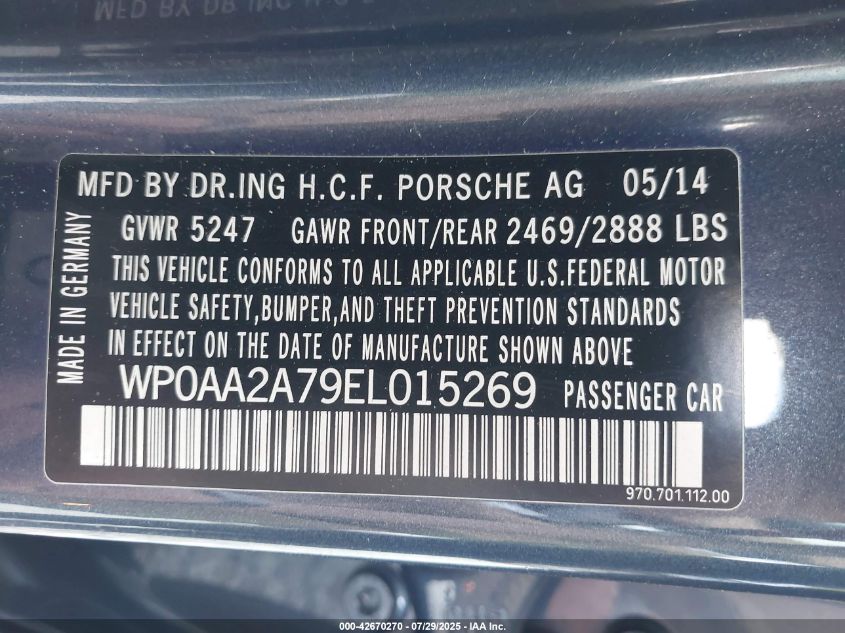 MFD BY DR.ING H.C.F. PORSCHE AG 05/14
GVWR 5247 GAWR FRONT/REAR 2469/2888 LBS
THIS VEHICLE CONFORMS TO ALL APPLICABLE U.S.FEDERAL MOTOR
VEHICLE SAFETY,BUMPER,AND THEFT PREVENTION STANDARDS
IN EFFECT ON THE DATE OF MANUFACTURE SHOWN ABOVE
WP0AA2A79EL015269 PASSENGER CAR
970.701.112.00
MADE IN GERMANY
000-42670270 - 07/29/2025 - IAA, Inc.